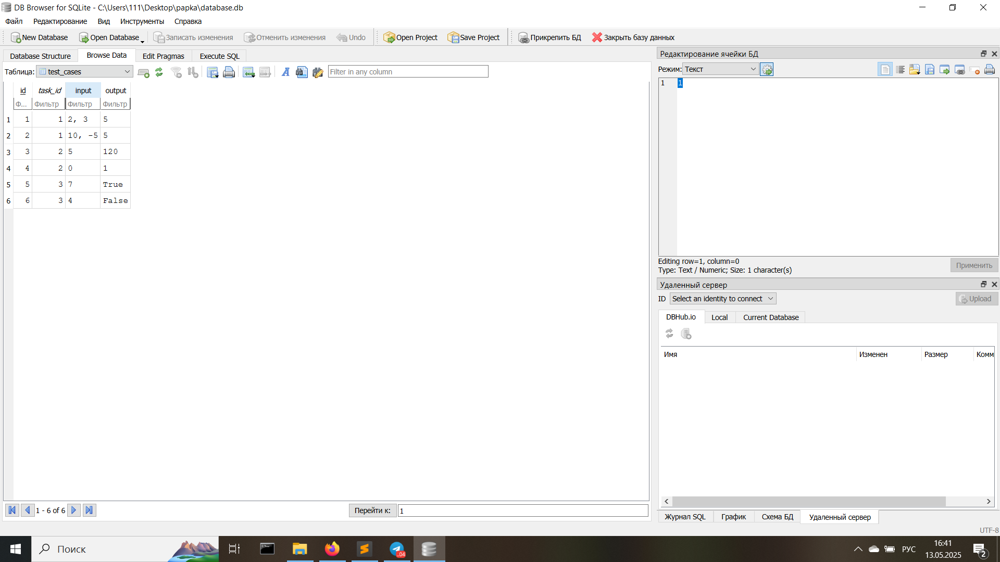 DB Browser for SQLite - C:\Users\111\Desktop\papka\database.db
Файл Редактирование Вид Инструменты Справка
New Database Open Database Записать изменения Отменить изменения Undo Open Project Save Project Прикрепить БД Закрыть базу данных
Database Structure Browse Data Edit Pragmas Execute SQL
Таблица: test_cases Filter in any column
id task_id input output
Ф... Фильтр Фильтр Фильтр
1 1 1 2, 3 5
2 2 1 10, -5 5
3 3 2 5 120
4 4 2 0 1
5 5 3 7 True
6 6 3 4 False
1 - 6 of 6 Перейти к: 1
Редактирование ячейки БД
Режим: Текст
1 1
Editing row=1, column=0
Type: Text / Numeric; Size: 1 character(s)
Применить
Удаленный сервер
ID Select an identity to connect Upload
DBHub.io Local Current Database
Имя Изменен Размер Комм
Журнал SQL График Схема БД Удаленный сервер
UTF-8
Поиск .04 РУС 16:41
13.05.2025 2